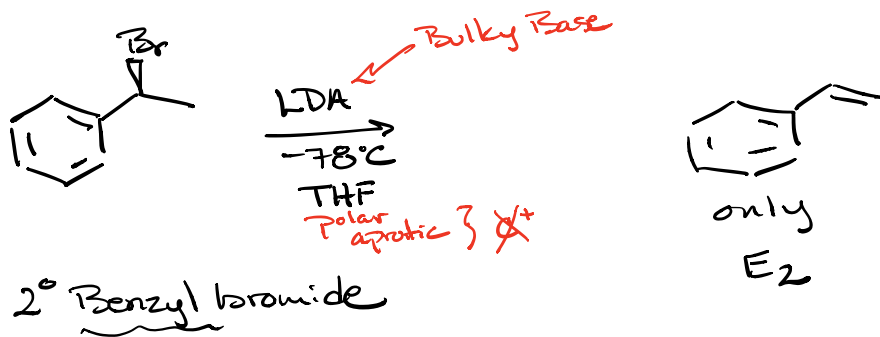 Bulky Base
Br
LDA
-78°C
THF
polar
aprotic } C+
only
E2
2° Benzyl bromide